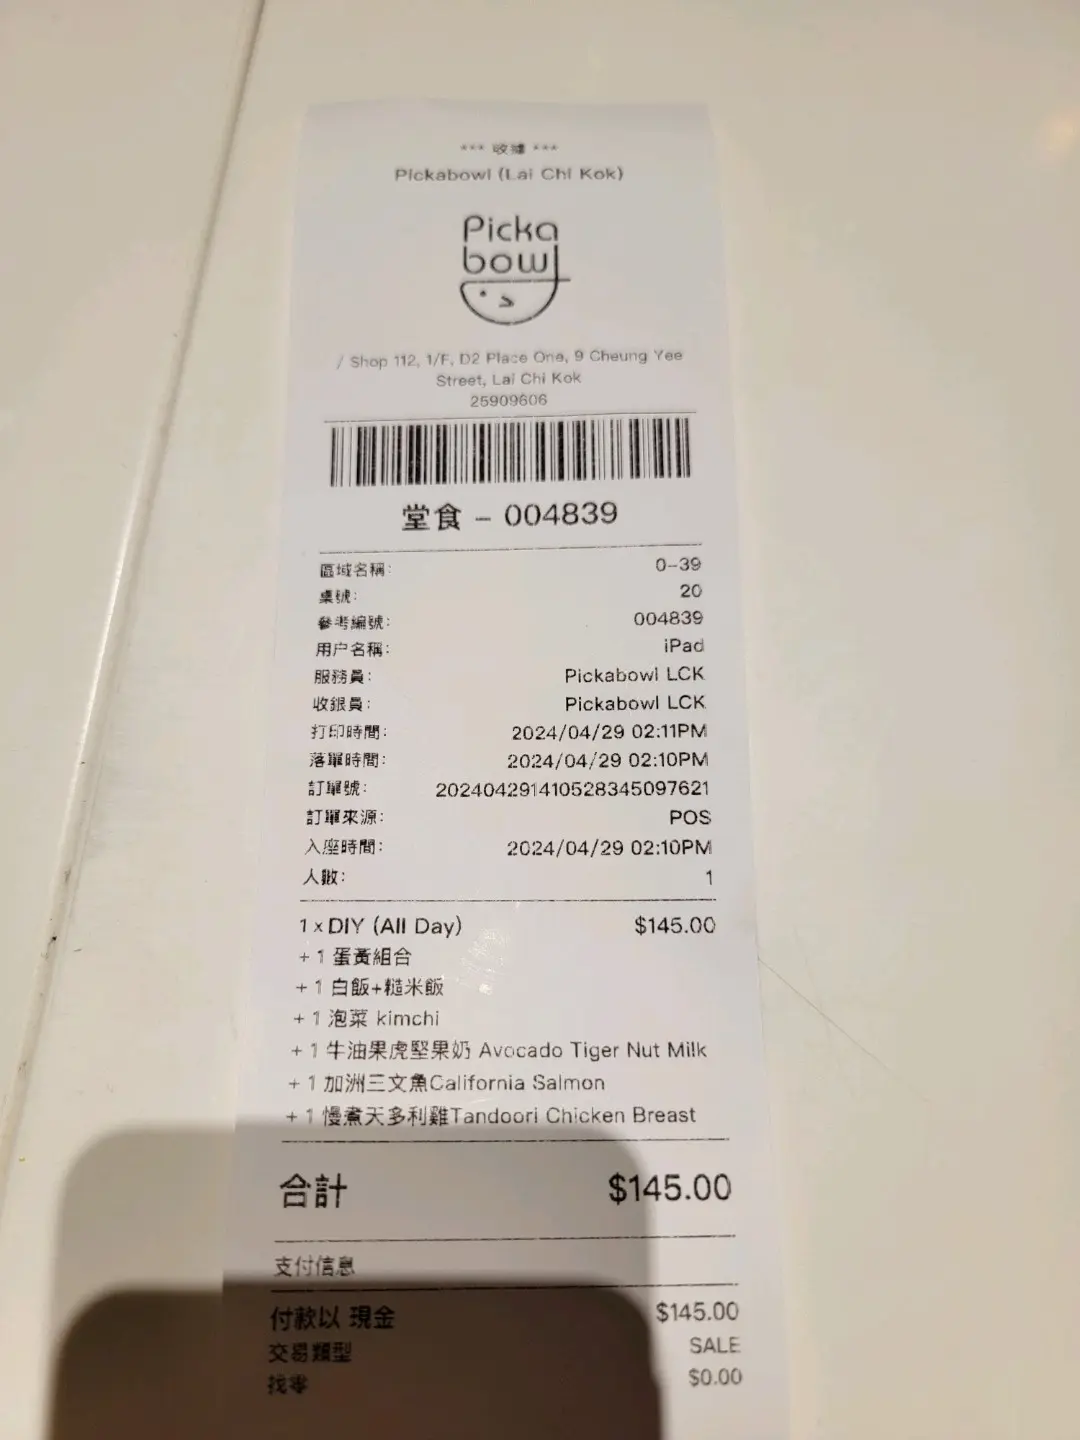 *** 收據 ***
Pickabowl (Lai Chi Kok)
Picka
bowl
/ Shop 112, 1/F, D2 Place One, 9 Cheung Yee
Street, Lai Chi Kok
25909606
堂食 - 004839
區域名稱: 0-39
桌號: 20
參考編號: 004839
用户名稱: iPad
服務員: Pickabowl LCK
收銀員: Pickabowl LCK
打印時間: 2024/04/29 02:11PM
落單時間: 2024/04/29 02:10PM
訂單號: 202404291410528345097621
訂單來源: POS
入座時間: 2024/04/29 02:10PM
人數: 1
1 x DIY (All Day) $145.00
+ 1 蛋黃組合
+ 1 白飯+糙米飯
+ 1 泡菜 kimchi
+ 1 牛油果虎堅果奶 Avocado Tiger Nut Milk
+ 1 加洲三文魚California Salmon
+ 1 慢煮天多利雞Tandoori Chicken Breast
合計 $145.00
支付信息
付款以 現金 $145.00
交易類型 SALE
找零 $0.00